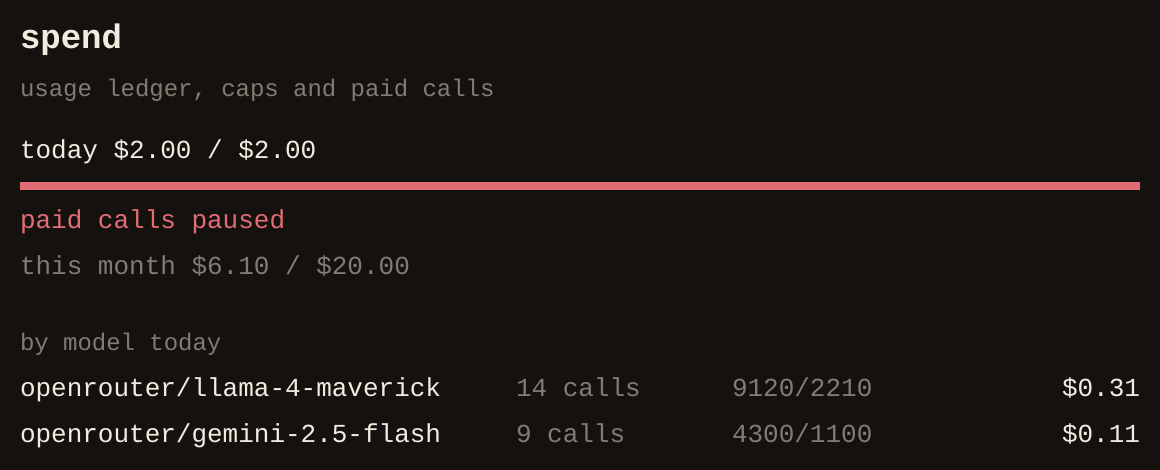 spend
usage ledger, caps and paid calls
today $2.00 / $2.00
paid calls paused
this month $6.10 / $20.00
by model today
openrouter/llama-4-maverick 14 calls 9120/2210 $0.31
openrouter/gemini-2.5-flash 9 calls 4300/1100 $0.11